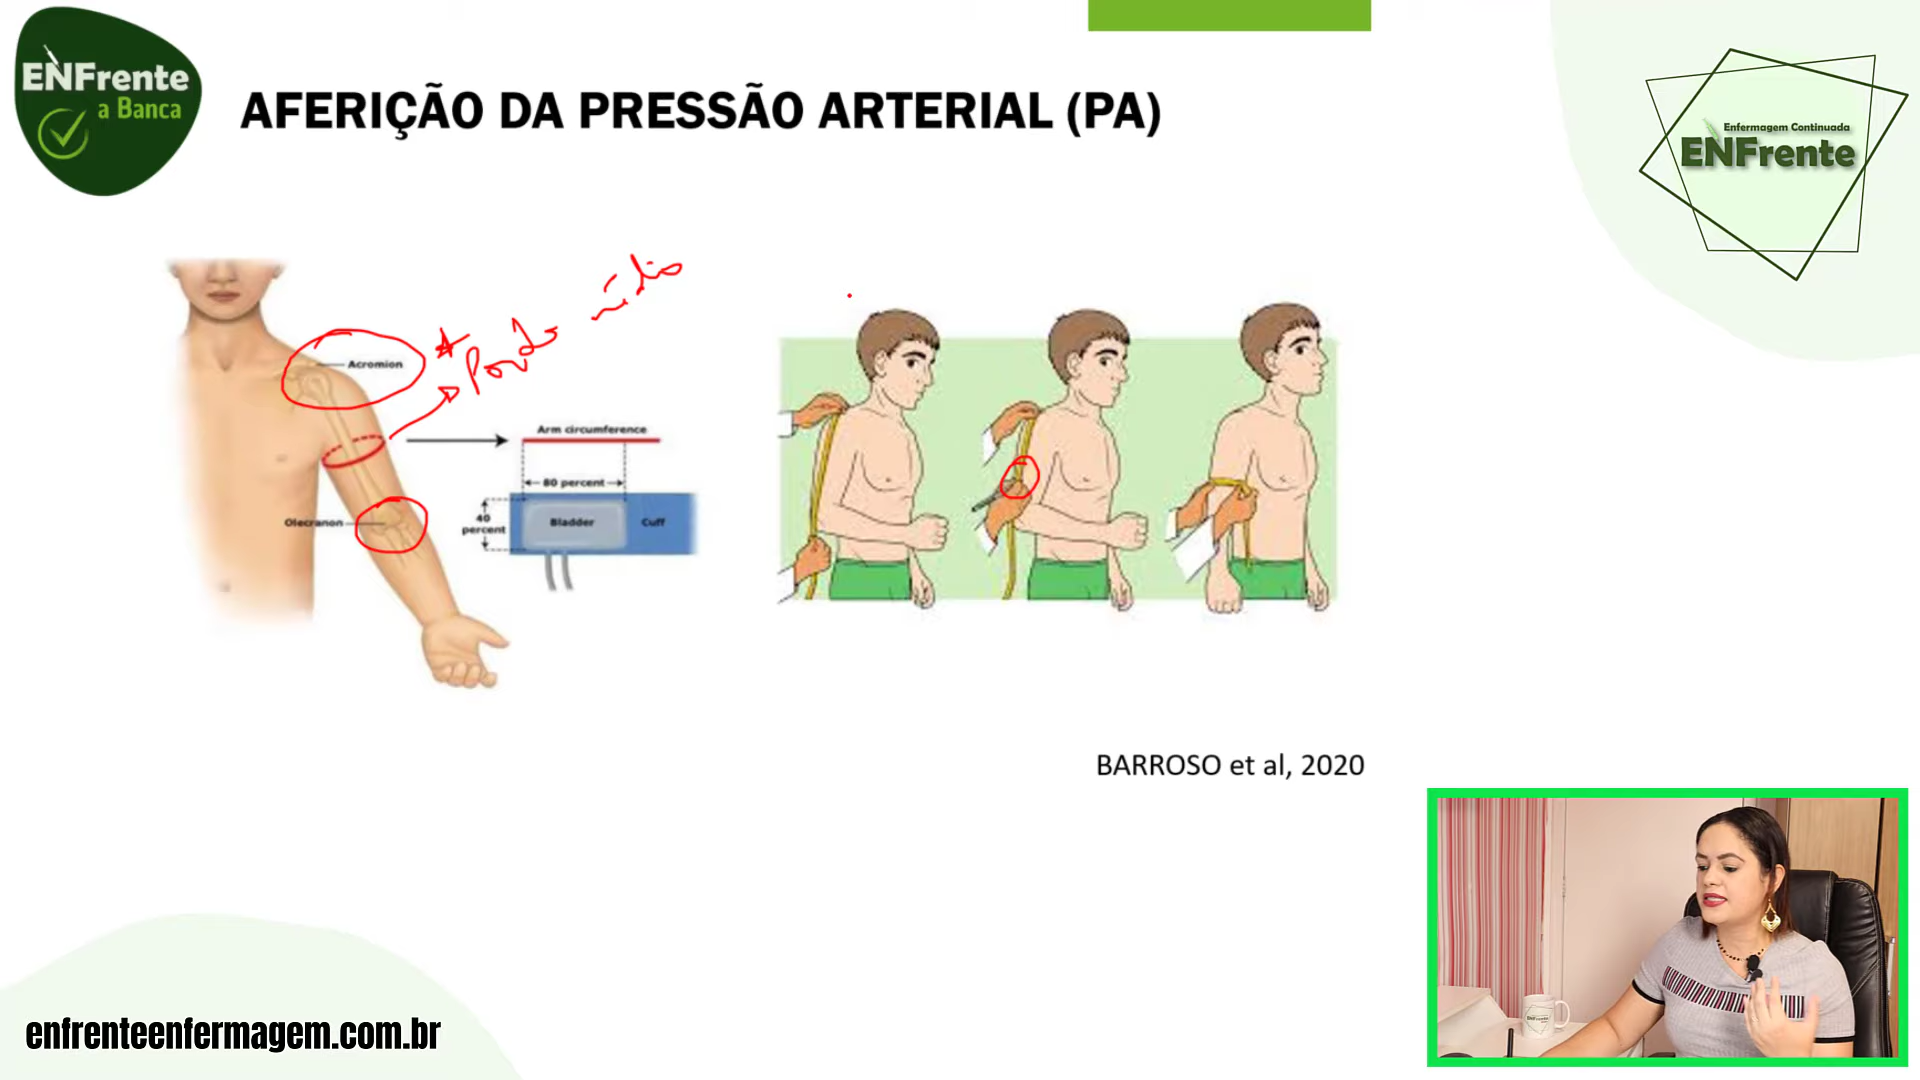 ENFrente
a Banca
AFERIÇÃO DA PRESSÃO ARTERIAL (PA)
Enfermagem Continuada
ENFrente
Acromion
Ponto médio
Arm circumference
80 percent
40
percent
Bladder
Cuff
Olecranon
BARROSO et al, 2020
enfrenteenfermagem.com.br